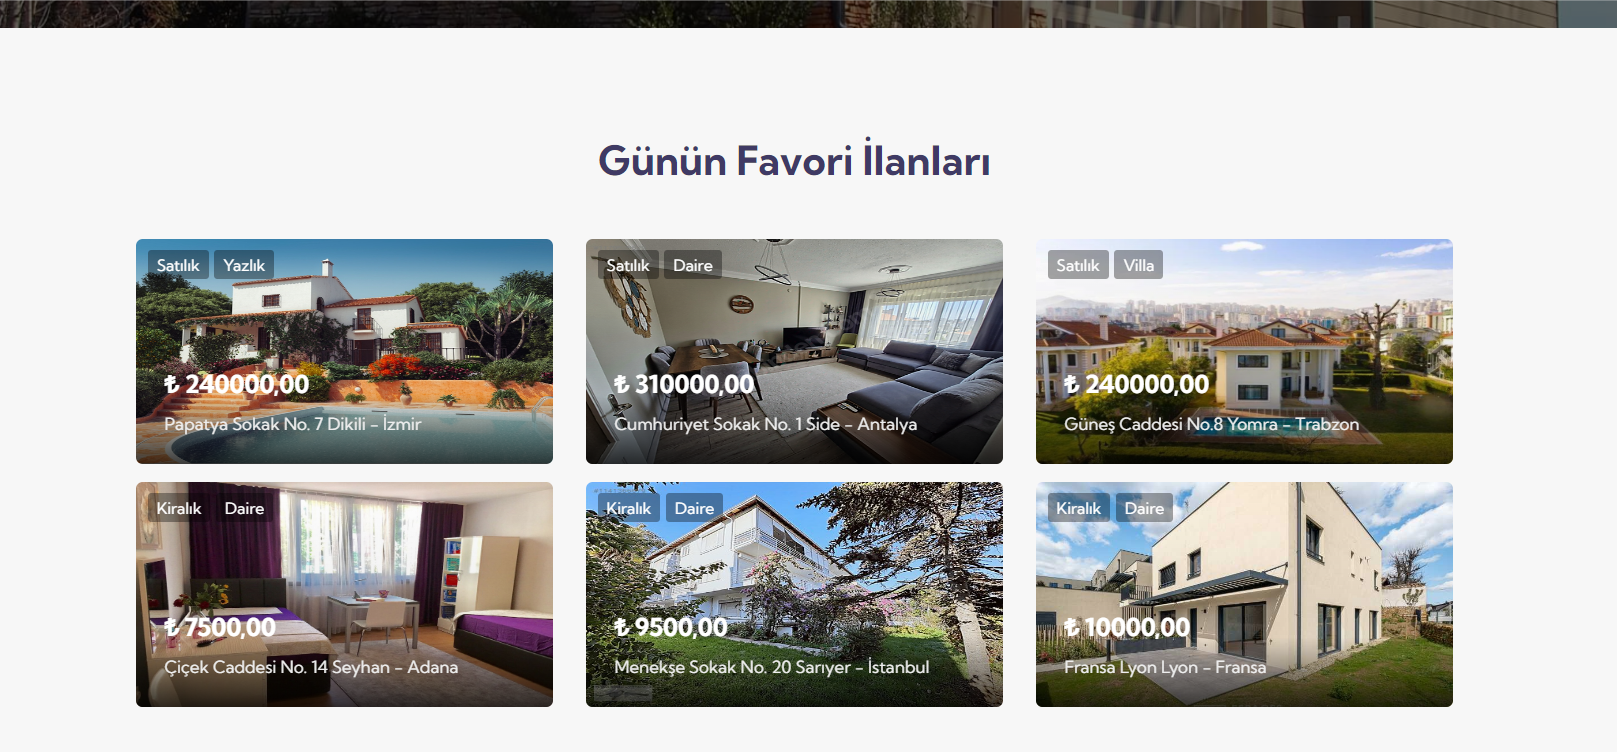 Günün Favori İlanları
Satılık Yazlık
₺ 240000,00
Papatya Sokak No. 7 Dikili - İzmir
Satılık Daire
₺ 310000,00
Cumhuriyet Sokak No. 1 Side - Antalya
Satılık Villa
₺ 240000,00
Güneş Caddesi No.8 Yomra - Trabzon
Kiralık Daire
₺ 7500,00
Çiçek Caddesi No. 14 Seyhan - Adana
Kiralık Daire
₺ 9500,00
Menekşe Sokak No. 20 Sarıyer - İstanbul
Kiralık Daire
₺ 10000,00
Fransa Lyon Lyon - Fransa